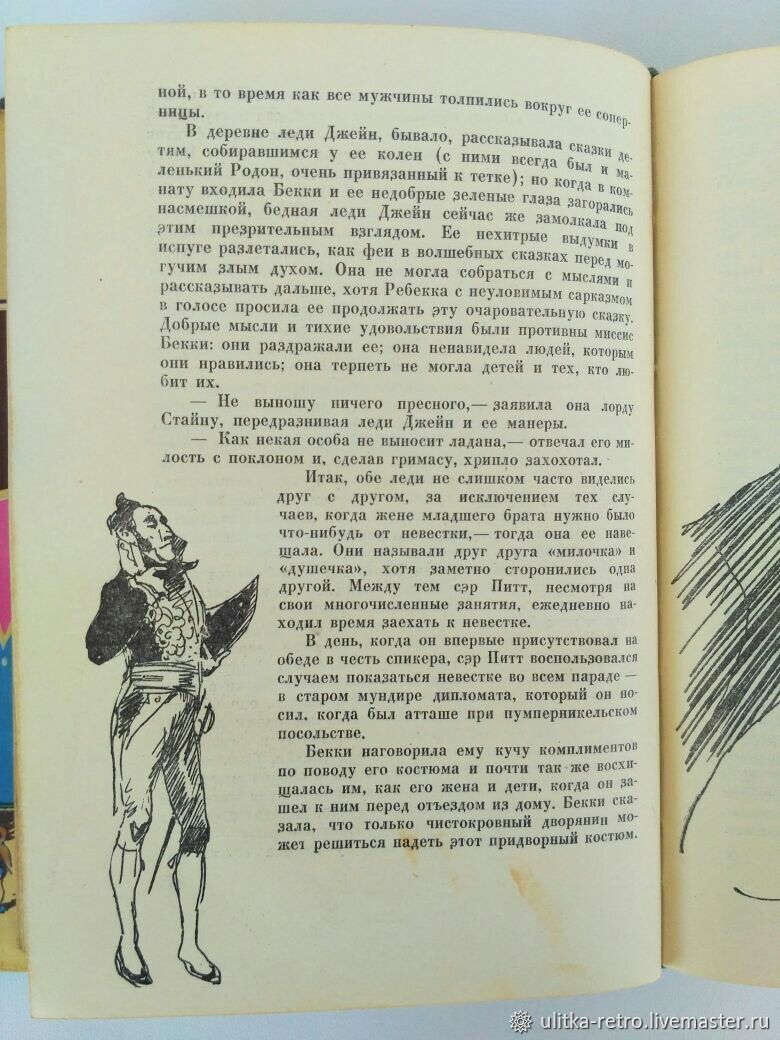 ной, в то время как все мужчины толпились вокруг ее сопер-
ницы.
В деревне леди Джейн, бывало, рассказывала сказки де-
тям, собиравшимся у ее колен (с ними всегда был и ма-
ленький Родон, очень привязанный к тетке); но когда в ком-
нату входила Бекки и ее недобрые зеленые глаза загорались
насмешкой, бедная леди Джейн сейчас же замолкала под
этим презрительным взглядом. Ее нехитрые выдумки в
испуге разлетались, как феи в волшебных сказках перед мо-
гучим злым духом. Она не могла собраться с мыслями и
рассказывать дальше, хотя Ребекка с неуловимым сарказмом
в голосе просила ее продолжать эту очаровательную сказку.
Добрые мысли и тихие удовольствия были противны миссис
Бекки: они раздражали ее; она ненавидела людей, которым
они нравились; она терпеть не могла детей и тех, кто лю-
бит их.
— Не выношу ничего пресного,— заявила она лорду
Стайну, передразнивая леди Джейн и ее манеры.
— Как некая особа не выносит ладана,— отвечал его ми-
лость с поклоном и, сделав гримасу, хрипло захохотал.
Итак, обе леди не слишком часто виделись
друг с другом, за исключением тех слу-
чаев, когда жене младшего брата нужно было
что-нибудь от невестки,— тогда она ее наве-
щала. Они называли друг друга «милочка» и
«душечка», хотя заметно сторонились одна
другой. Между тем сэр Питт, несмотря на
свои многочисленные занятия, ежедневно на-
ходил время заехать к невестке.
В день, когда он впервые присутствовал на
обеде в честь спикера, сэр Питт воспользовался
случаем показаться невестке во всем параде —
в старом мундире дипломата, который он но-
сил, когда был атташе при пумперникельском
посольстве.
Бекки наговорила ему кучу комплиментов
по поводу его костюма и почти так же восхи-
щалась им, как его жена и дети, когда он за-
шел к ним перед отъездом из дому. Бекки ска-
зала, что только чистокровный дворянин мо-
жет решиться надеть этот придворный костюм.
ulitka-retro.livemaster.ru